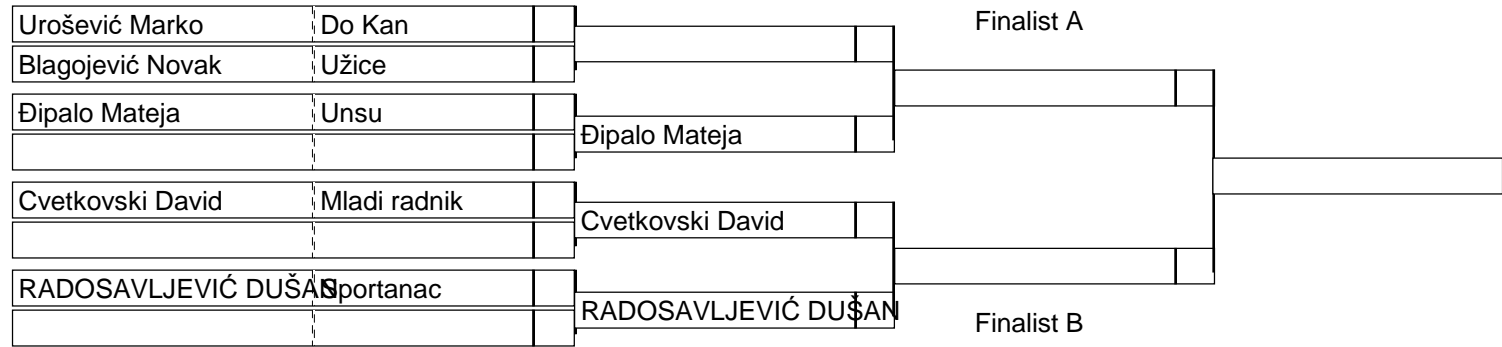 Urošević Marko Do Kan
Blagojević Novak Užice
Đipalo Mateja Unsu
Cvetkovski David Mladi radnik
RADOSAVLJEVIĆ DUŠAN Sportanac
Đipalo Mateja
Cvetkovski David
RADOSAVLJEVIĆ DUŠAN
Finalist A
Finalist B